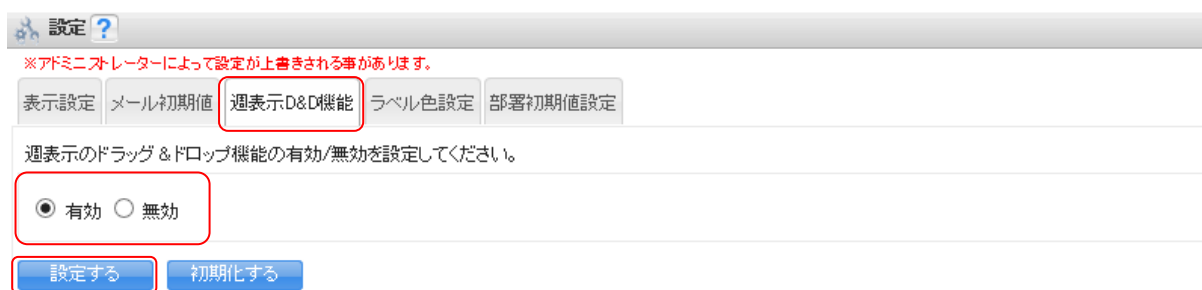 設定 ?
※アドミニストレーターによって設定が上書きされる事があります。
表示設定 メール初期値 週表示D&D機能 ラベル色設定 部署初期値設定
週表示のドラッグ&ドロップ機能の有効/無効を設定してください。
有効 無効
設定する 初期化する